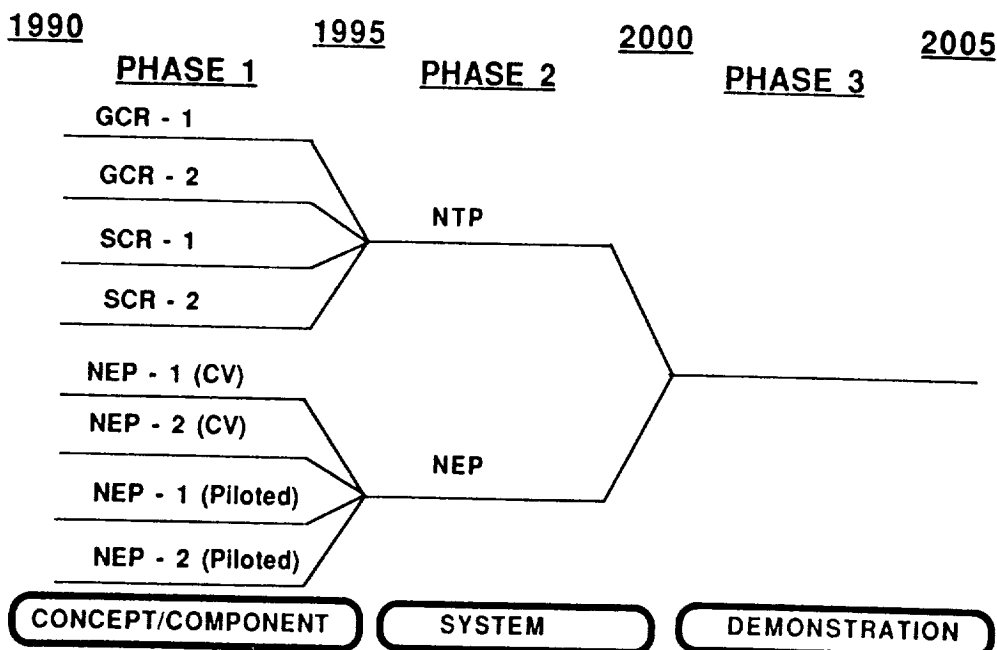 1990 1995 2000 2005
PHASE 1 PHASE 2 PHASE 3
GCR - 1
GCR - 2
SCR - 1
SCR - 2
NTP
NEP - 1 (CV)
NEP - 2 (CV)
NEP - 1 (Piloted)
NEP - 2 (Piloted)
NEP
CONCEPT/COMPONENT SYSTEM DEMONSTRATION